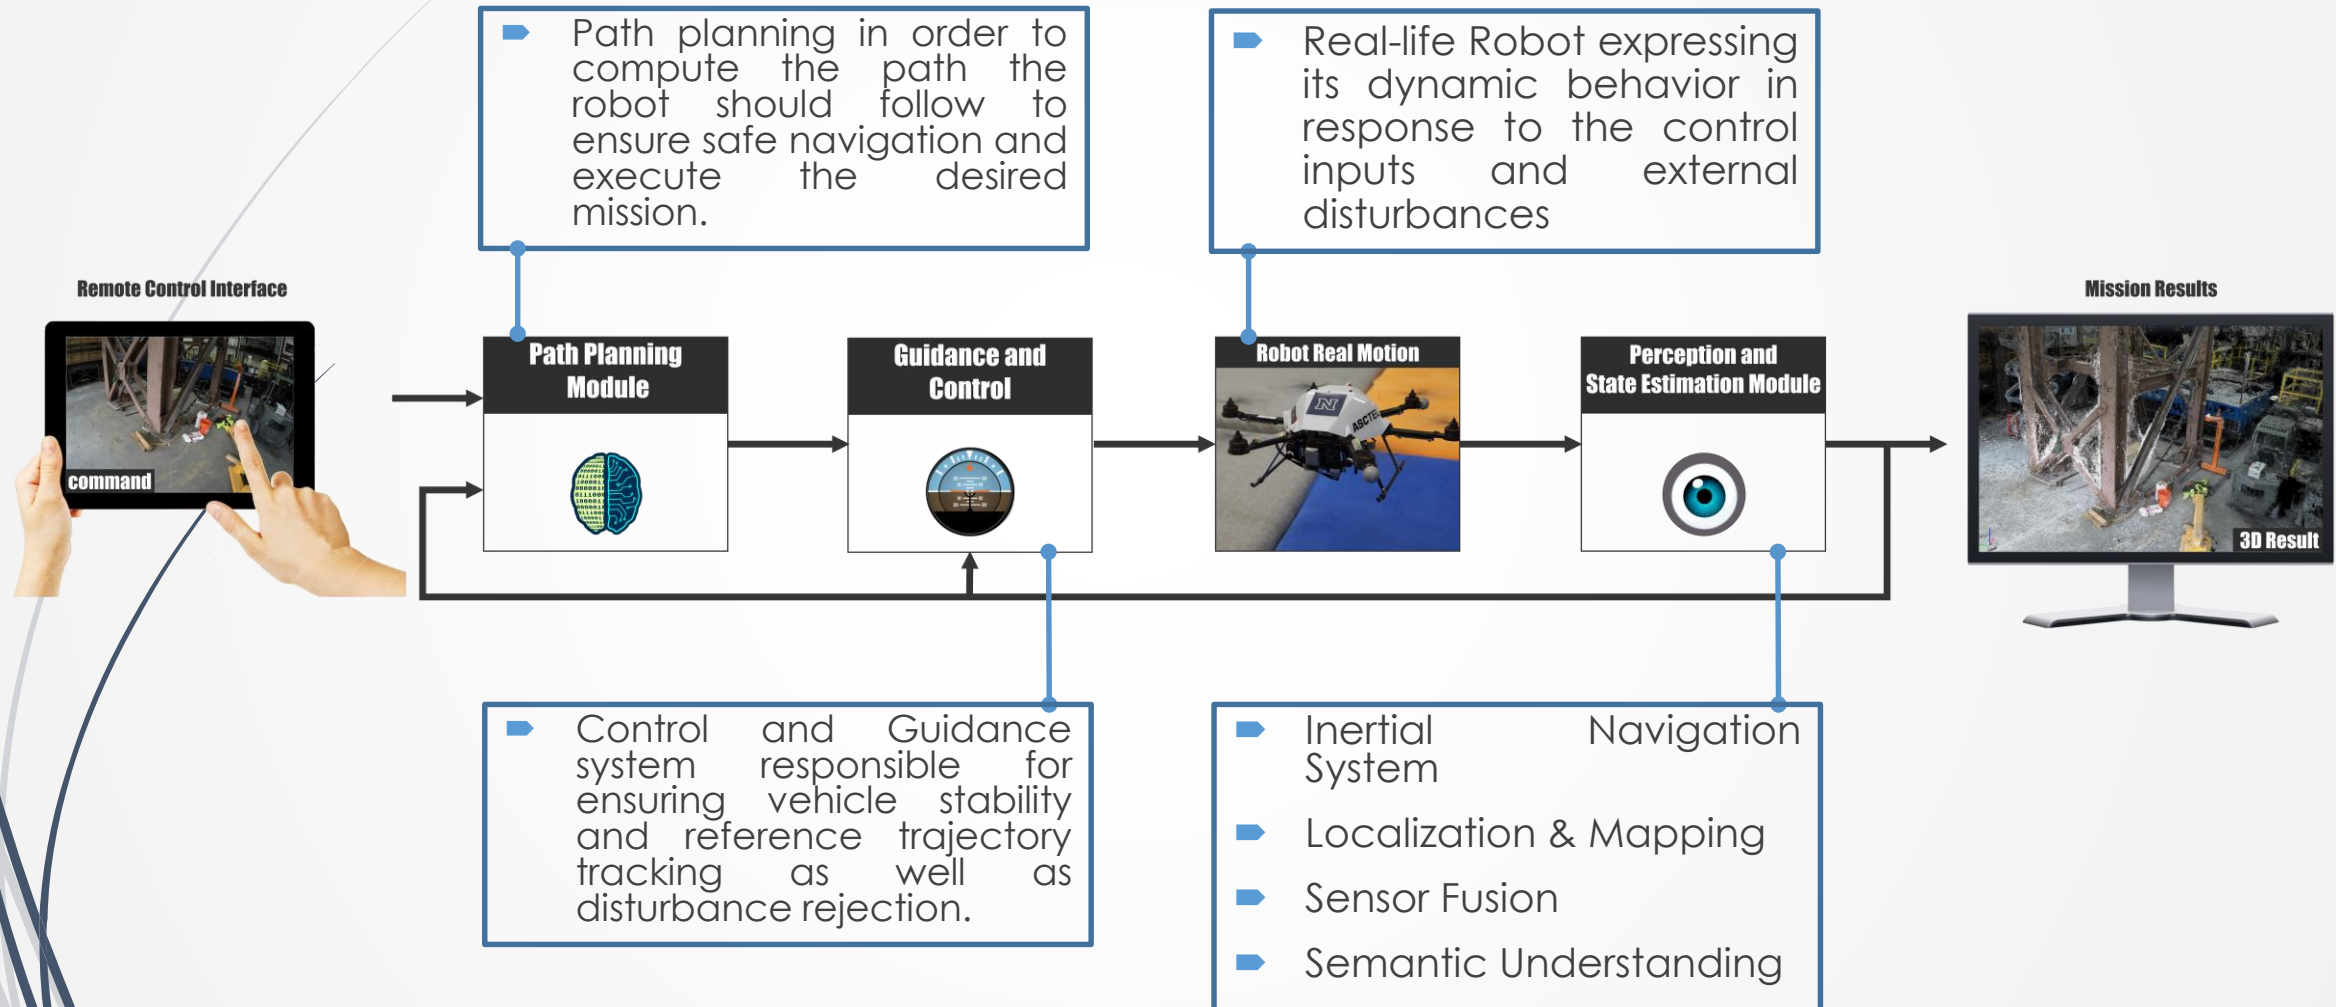 Path planning in order to
compute the path the
robot should follow to
ensure safe navigation and
execute the desired
mission.
Real-life Robot expressing
its dynamic behavior in
response to the control
inputs and external
disturbances
Remote Control Interface
command
Path Planning
Module
Guidance and
Control
Robot Real Motion
N
ASCTEC
Perception and
State Estimation Module
Mission Results
3D Result
Control and Guidance
system responsible for
ensuring vehicle stability
and reference trajectory
tracking as well as
disturbance rejection.
Inertial Navigation
System
Localization & Mapping
Sensor Fusion
Semantic Understanding